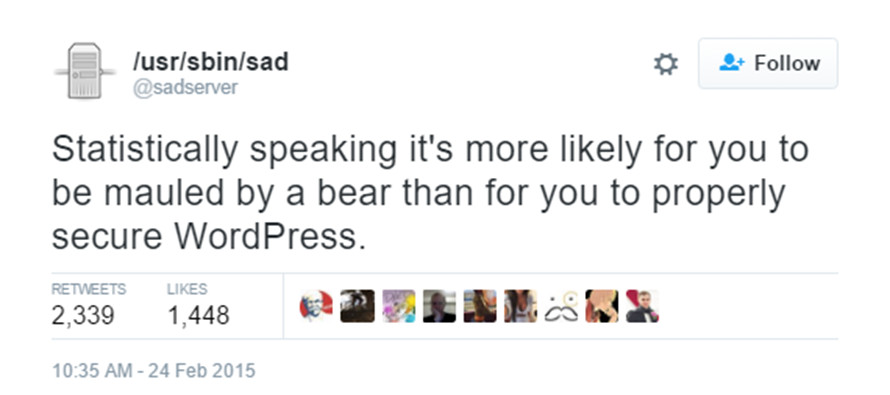 /usr/sbin/sad
@sadserver
Follow
Statistically speaking it's more likely for you to
be mauled by a bear than for you to properly
secure WordPress.
RETWEETS LIKES
2,339 1,448
10:35 AM - 24 Feb 2015